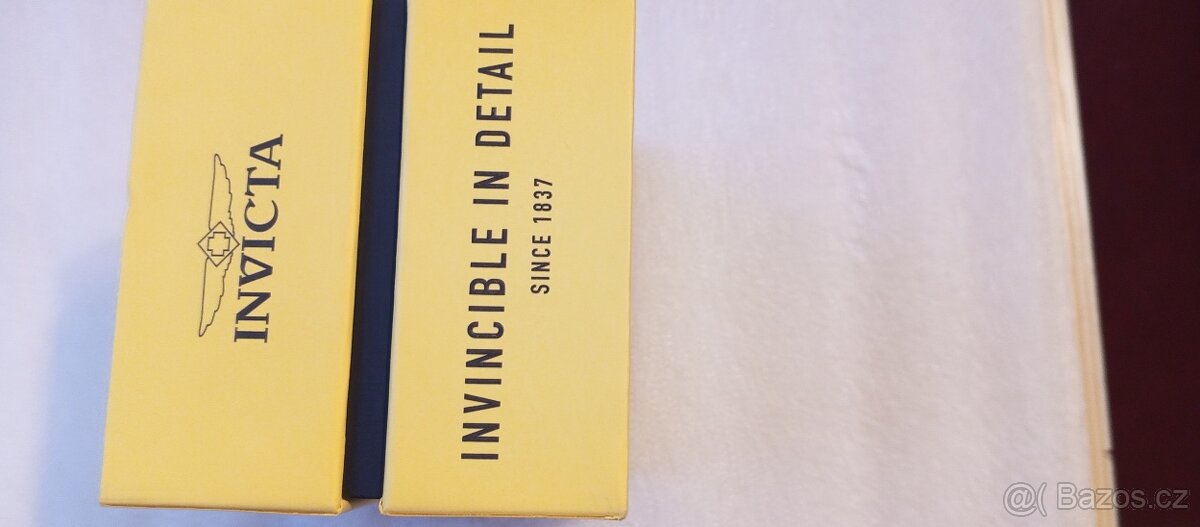 INVICTA
INVINCIBLE IN DETAIL
SINCE 1837
@( Bazos.cz